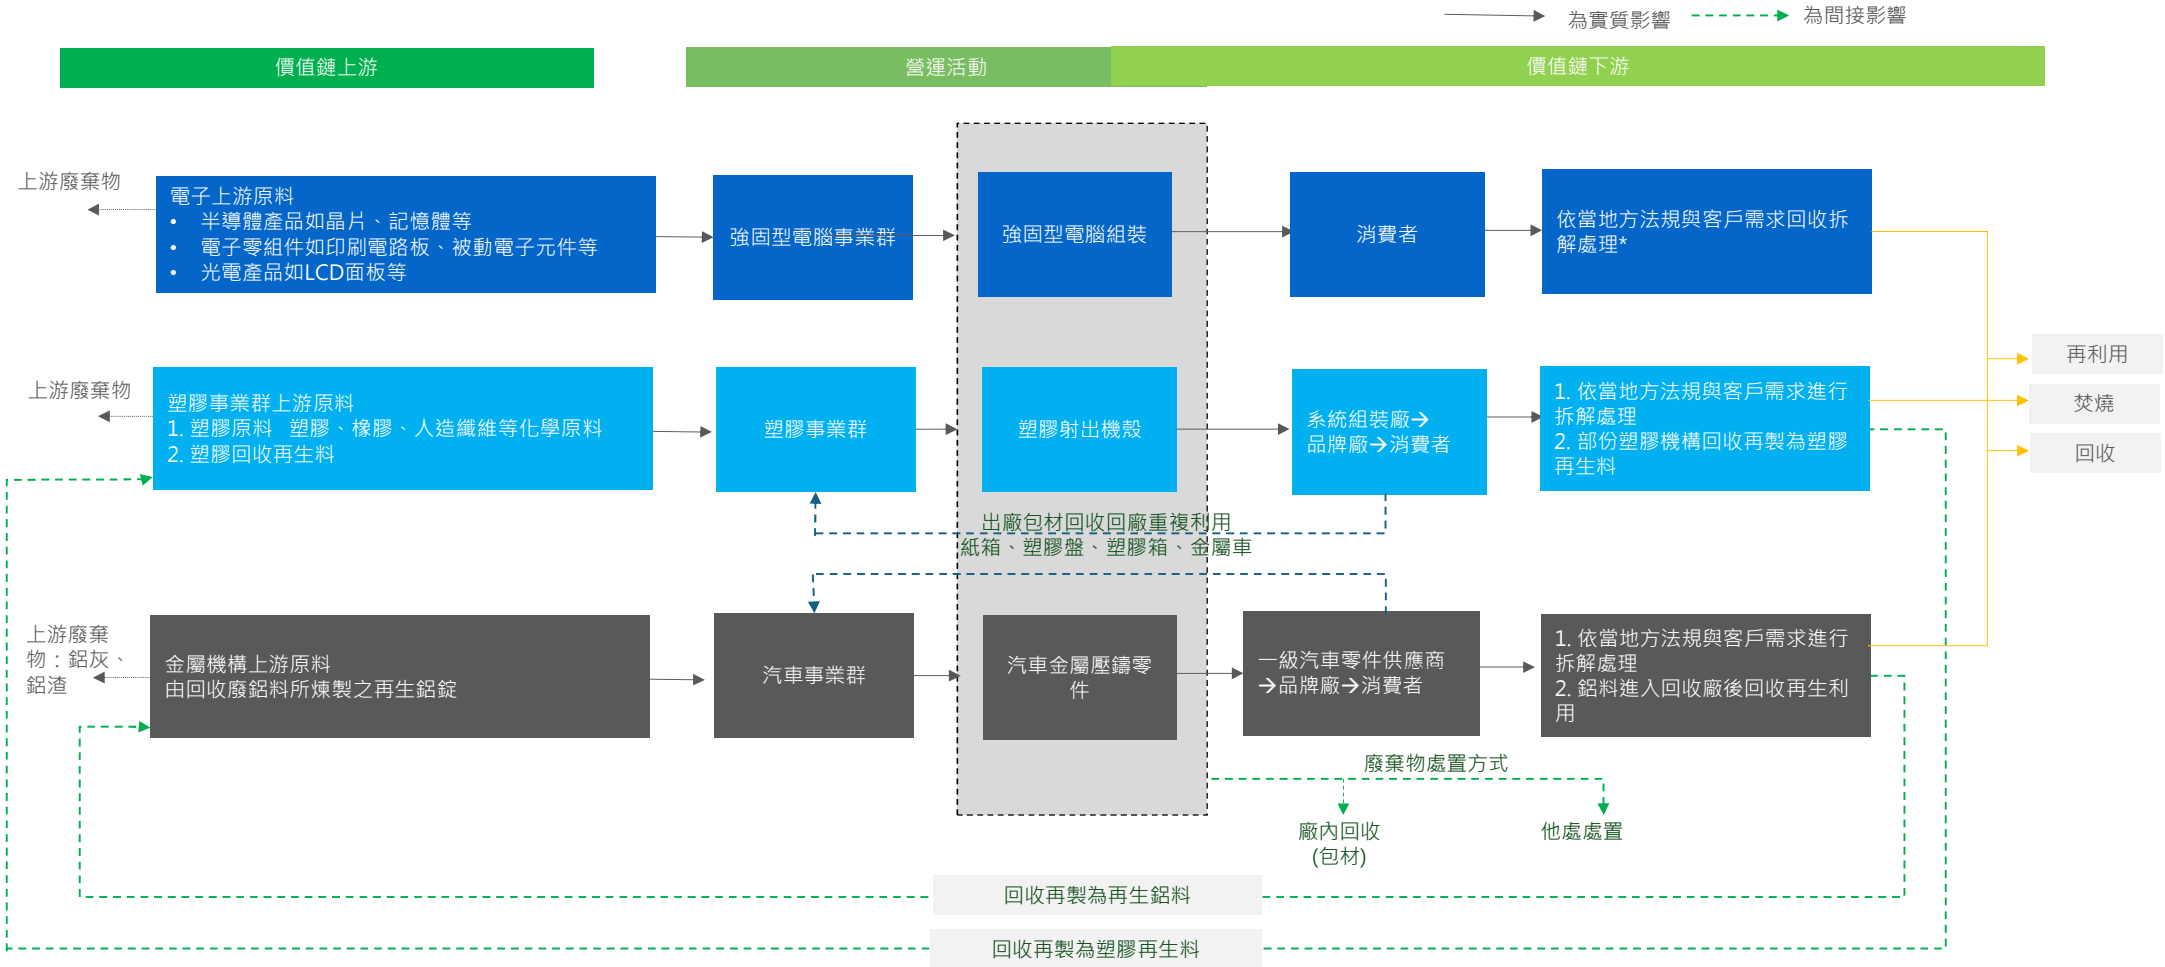 為實質影響
為間接影響
價值鏈上游
營運活動
價值鏈下游
上游廢棄物
電子上游原料
• 半導體產品如晶片、記憶體等
• 電子零組件如印刷電路板、被動電子元件等
• 光電產品如LCD面板等
強固型電腦事業群
強固型電腦組裝
消費者
依當地方法規與客戶需求回收拆
解處理*
再利用
焚燒
回收
上游廢棄物
塑膠事業群上游原料
1. 塑膠原料 塑膠、橡膠、人造纖維等化學原料
2. 塑膠回收再生料
塑膠事業群
塑膠射出機殼
系統組裝廠→
品牌廠→消費者
1. 依當地方法規與客戶需求進行
拆解處理
2. 部份塑膠機構回收再製為塑膠
再生料
出廠包材回收回廠重複利用
紙箱、塑膠盤、塑膠箱、金屬車
上游廢棄
物：鋁灰、
鋁渣
金屬機構上游原料
由回收廢鋁料所煉製之再生鋁錠
汽車事業群
汽車金屬壓鑄零
件
一級汽車零件供應商
→品牌廠→消費者
1. 依當地方法規與客戶需求進行
拆解處理
2. 鋁料進入回收廠後回收再生利
用
廢棄物處置方式
廠內回收
(包材)
他處處置
回收再製為再生鋁料
回收再製為塑膠再生料